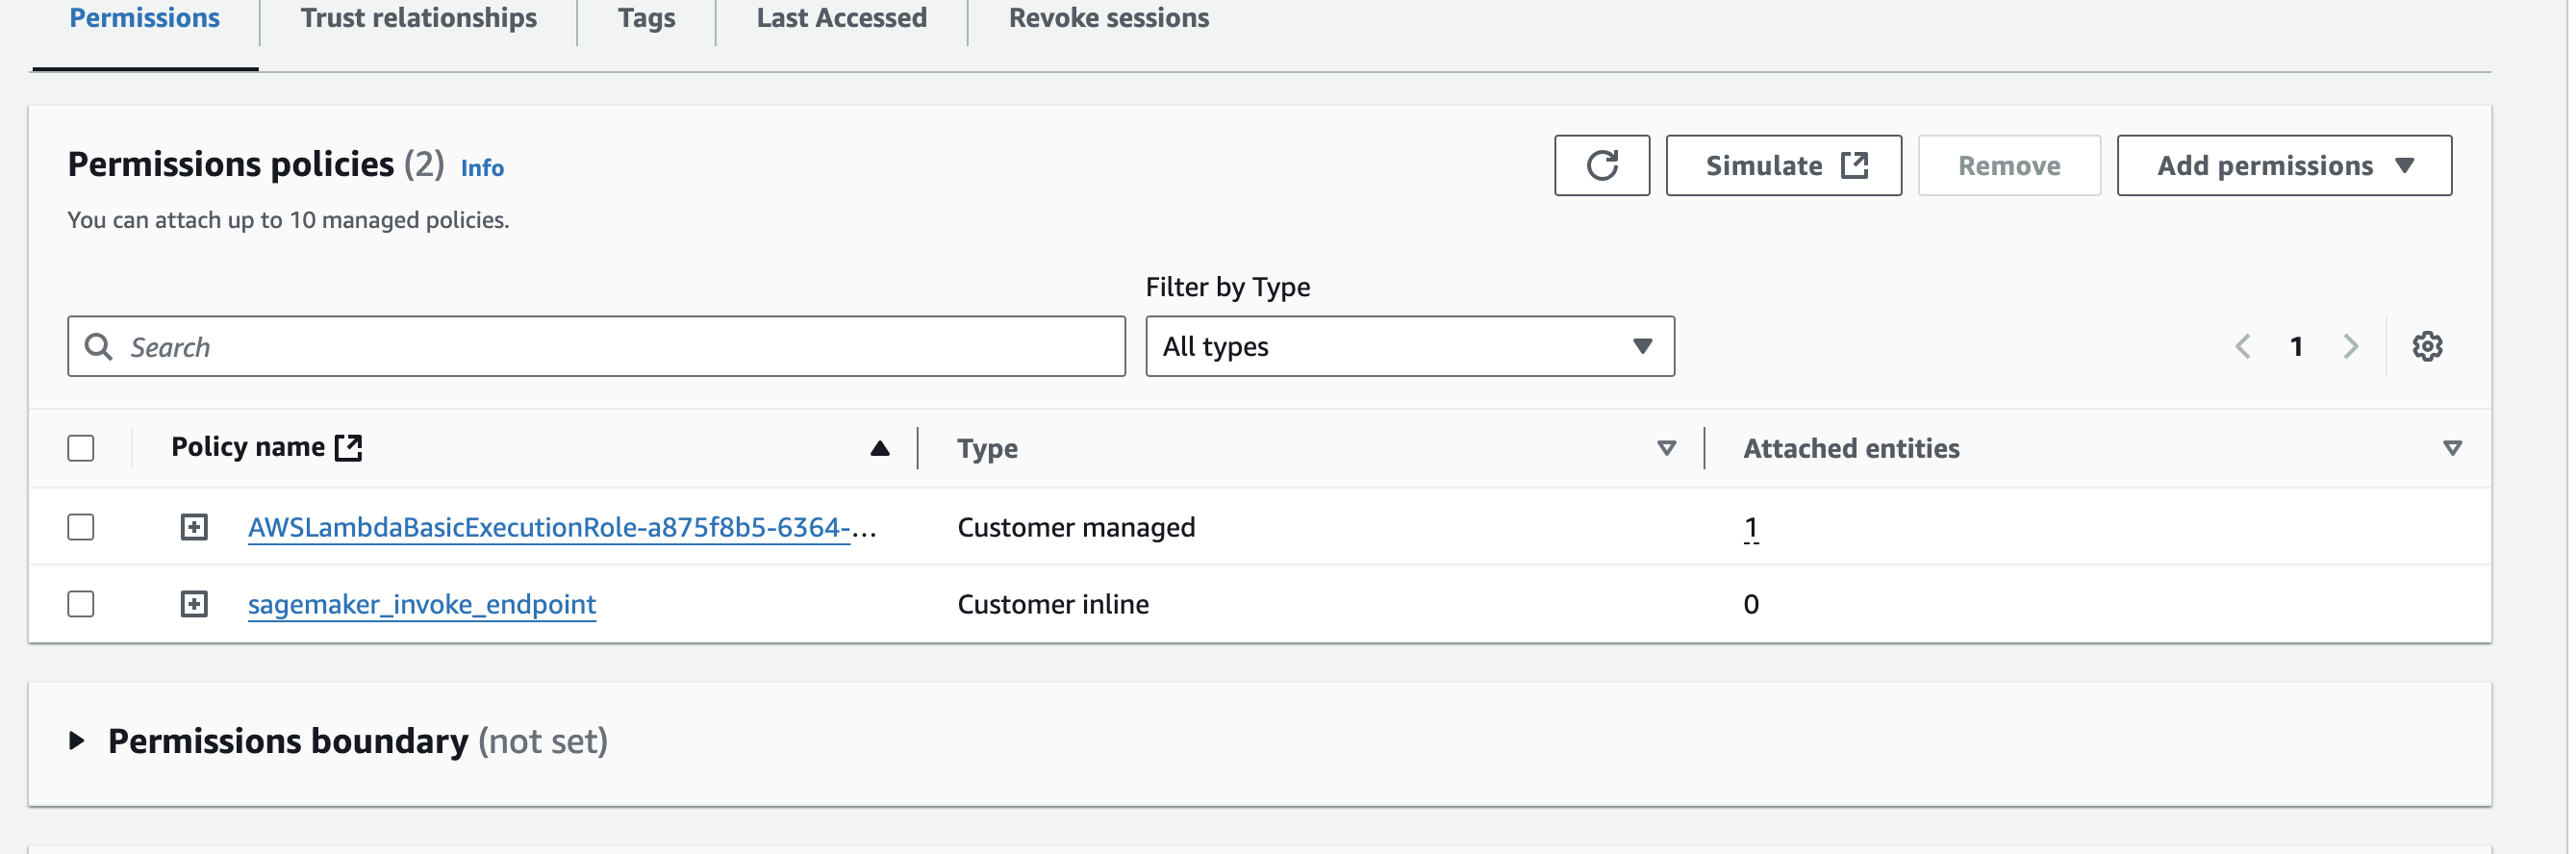 Permissions
Trust relationships
Tags
Last Accessed
Revoke sessions
Permissions policies (2) Info
You can attach up to 10 managed policies.
Simulate
Remove
Add permissions
Filter by Type
Search
All types
1
Policy name
Type
Attached entities
AWSLambdaBasicExecutionRole-a875f8b5-6364-...
Customer managed
1
sagemaker_invoke_endpoint
Customer inline
0
Permissions boundary (not set)